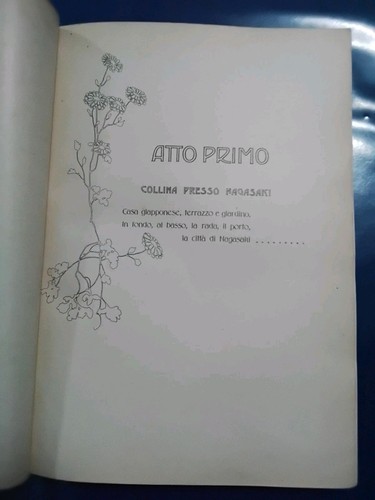 ATTO PRIMO
COLLINA PRESSO NAGASAKI
Casa giapponese, terrazzo e giardino.
In fondo, al basso, la rada, il porto,
la città di Nagasaki ..........